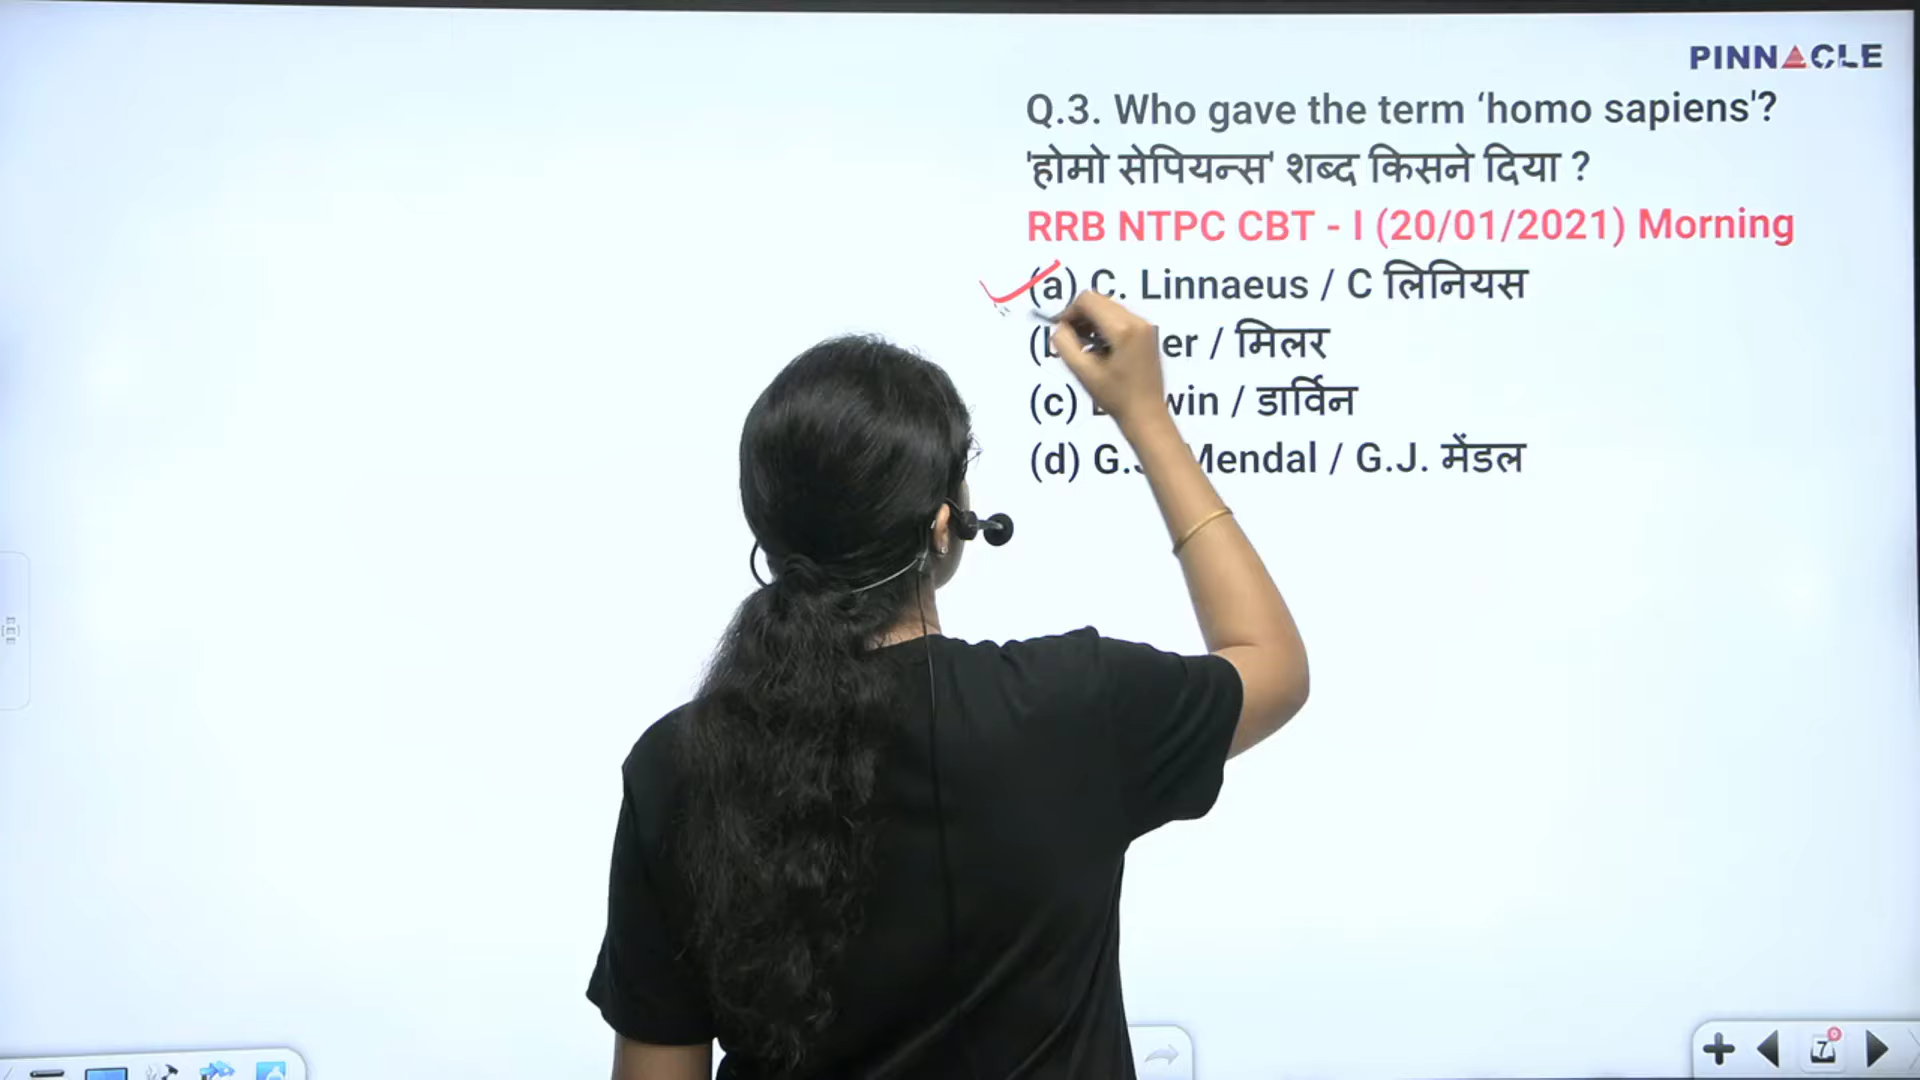 PINNACLE
Q.3. Who gave the term ‘homo sapiens'?
'होमो सेपियन्स' शब्द किसने दिया ?
RRB NTPC CBT - I (20/01/2021) Morning
(a) C. Linnaeus / C लिनियस
(b er / मिलर
(c) win / डार्विन
(d) G.J. Mendal / G.J. मेंडल
7